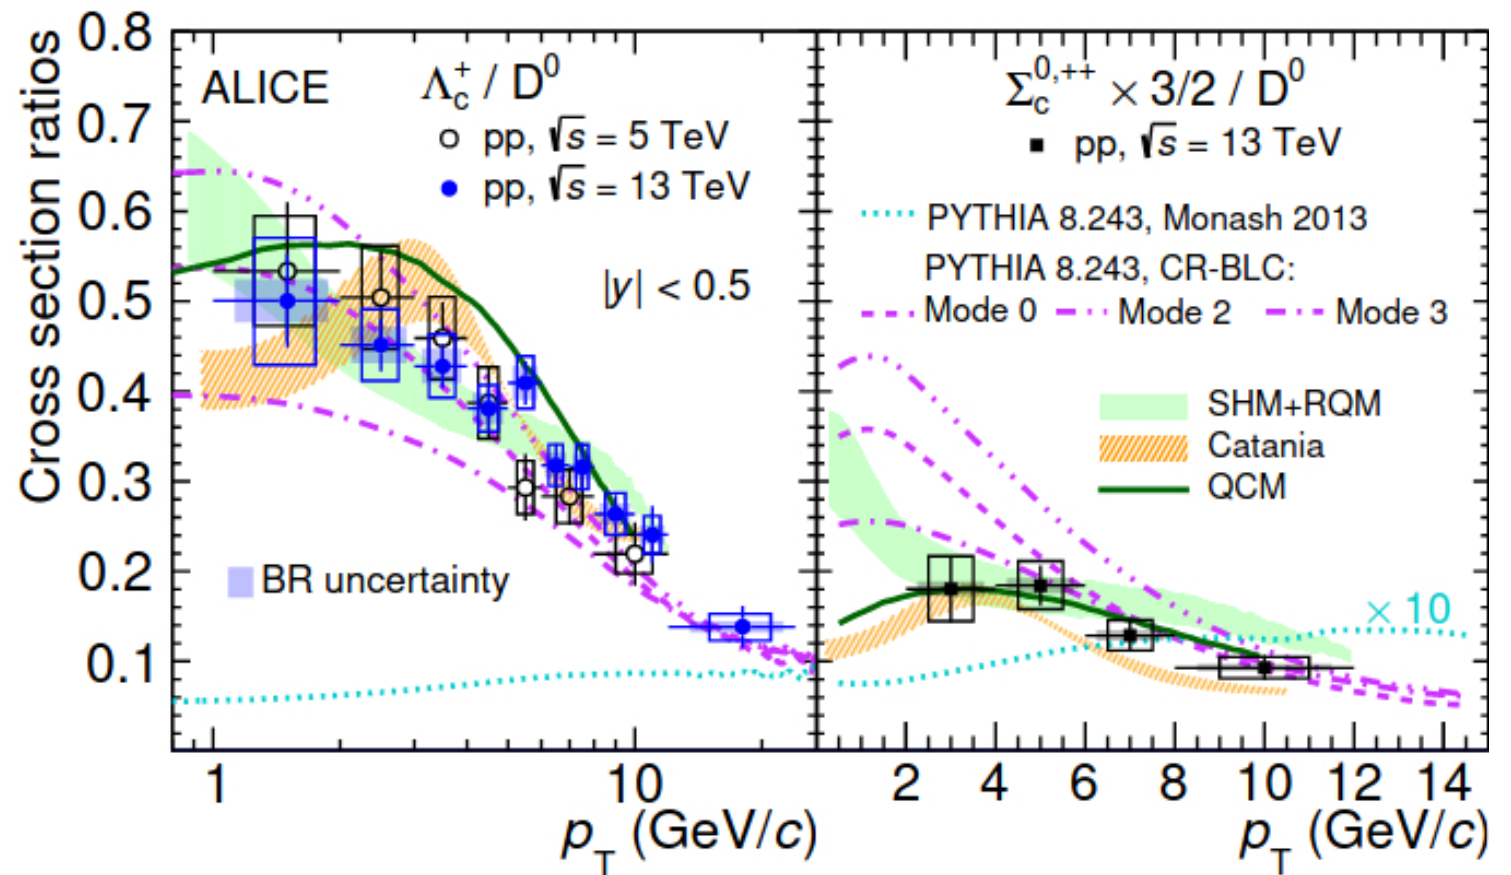 Cross section ratios
0.8
0.7
0.6
0.5
0.4
0.3
0.2
0.1
ALICE
Λc+ / D0
pp, √s = 5 TeV
pp, √s = 13 TeV
|y| < 0.5
BR uncertainty
1
10
pT (GeV/c)
Σc0,++ × 3/2 / D0
pp, √s = 13 TeV
PYTHIA 8.243, Monash 2013
PYTHIA 8.243, CR-BLC:
Mode 0 Mode 2 Mode 3
SHM+RQM
Catania
QCM
× 10
2 4 6 8 10 12 14
pT (GeV/c)